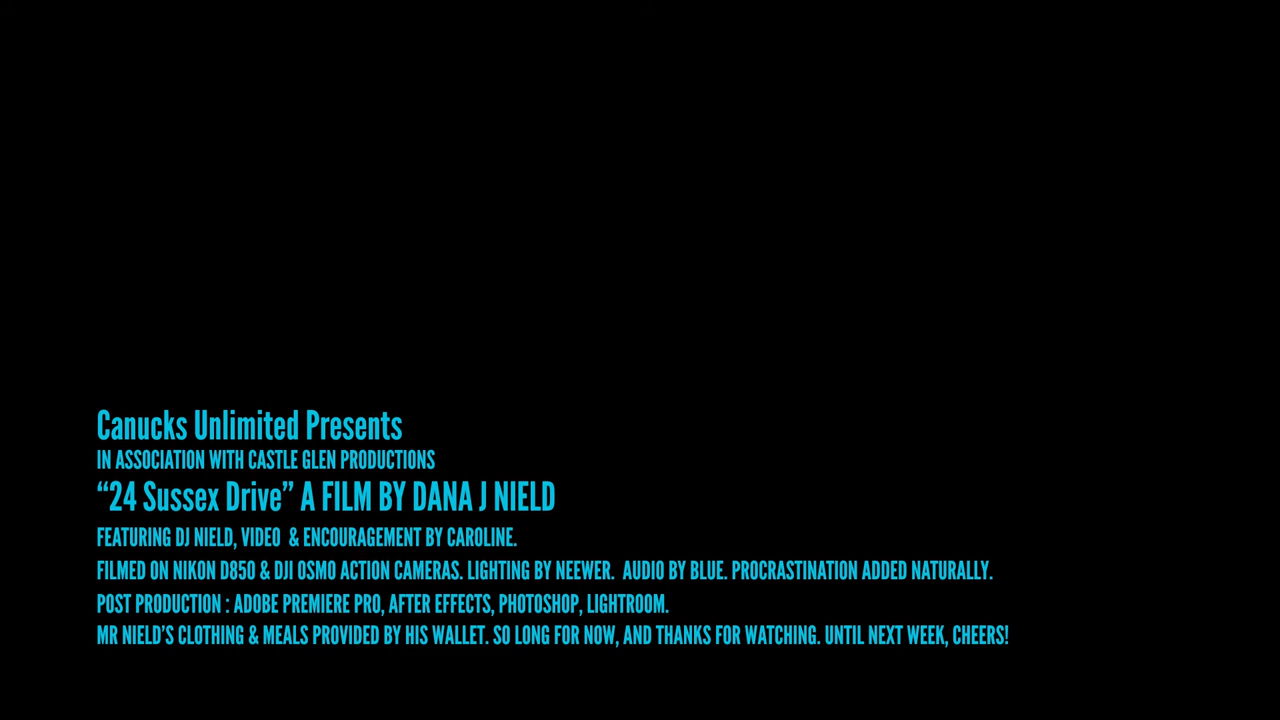 Canucks Unlimited Presents
IN ASSOCIATION WITH CASTLE GLEN PRODUCTIONS
“24 Sussex Drive” A FILM BY DANA J NIELD
FEATURING DJ NIELD, VIDEO  & ENCOURAGEMENT BY CAROLINE.
FILMED ON NIKON D850 & DJI OSMO ACTION CAMERAS. LIGHTING BY NEEWER.  AUDIO BY BLUE. PROCRASTINATION ADDED NATURALLY.
POST PRODUCTION : ADOBE PREMIERE PRO, AFTER EFFECTS, PHOTOSHOP, LIGHTROOM.
MR NIELD’S CLOTHING & MEALS PROVIDED BY HIS WALLET. SO LONG FOR NOW, AND THANKS FOR WATCHING. UNTIL NEXT WEEK, CHEERS!